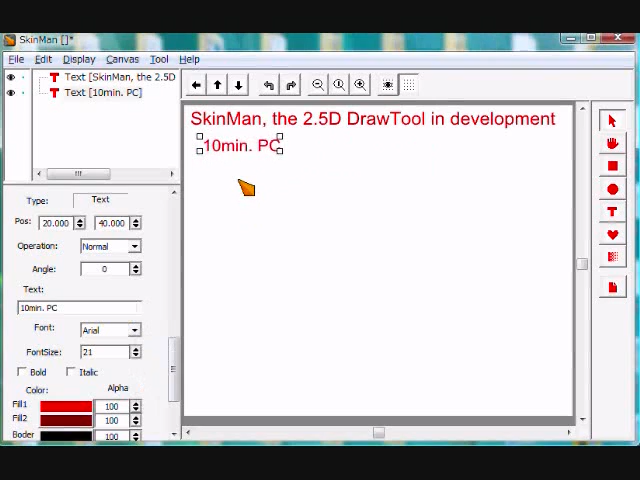 SkinMan []*
File Edit Display Canvas Tool Help
Text [SkinMan, the 2.5D
Text [10min. PC]
SkinMan, the 2.5D DrawTool in development
10min. PC
Type: Text
Pos: 20.000 40.000
Operation: Normal
Angle: 0
Text:
10min. PC
Font: Arial
FontSize: 21
Bold Italic
Color: Alpha
Fill1 100
Fill2 100
Boder 100